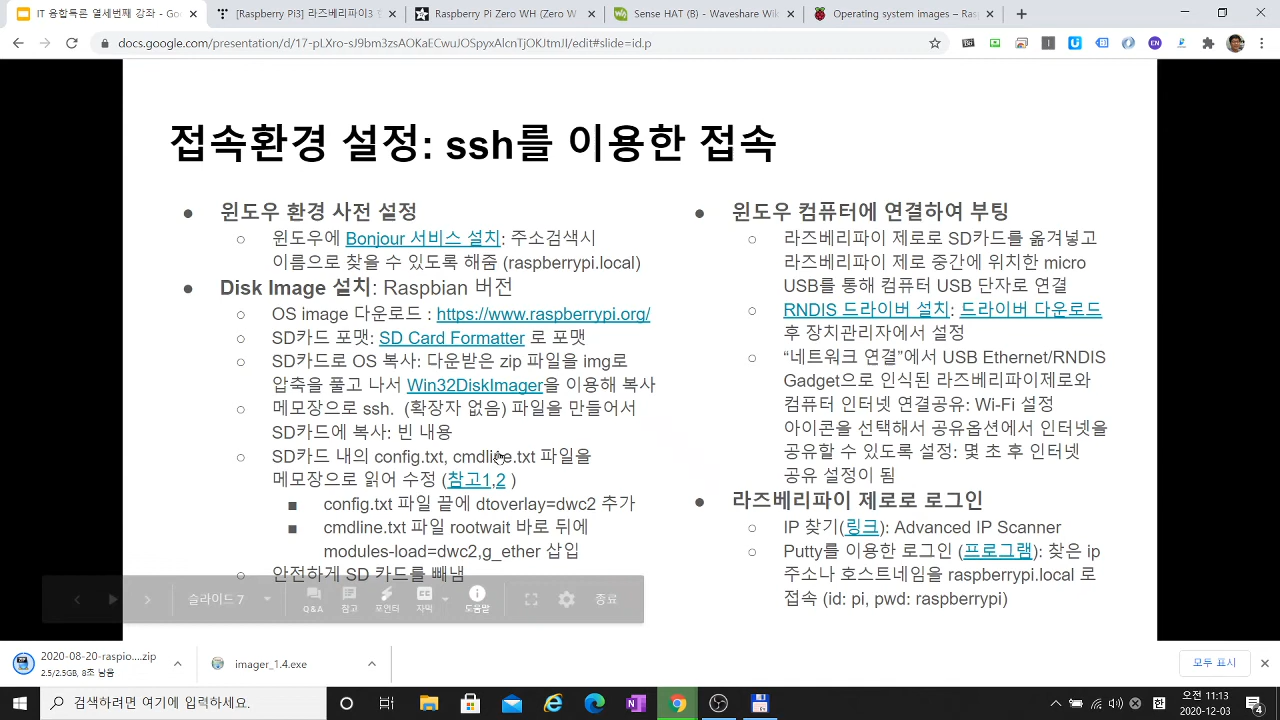 IT 융합특론 열세번째 강좌 - Go
[Raspberry Pi3] 라즈베리파이3
Raspberry Pi Zero WH (Zero W
Sense HAT (B) - Waveshare Wik
Operating system images – Ras
docs.google.com/presentation/d/17-pLXro-sJ9bm3zsAOKaECwuJOSpyxAlcnTjOKJtmJI/edit#slide=id.p
접속환경 설정: ssh를 이용한 접속
● 윈도우 환경 사전 설정
○ 윈도우에 Bonjour 서비스 설치: 주소검색시
이름으로 찾을 수 있도록 해줌 (raspberrypi.local)
● Disk Image 설치: Raspbian 버전
○ OS image 다운로드 : https://www.raspberrypi.org/
○ SD카드 포맷: SD Card Formatter 로 포맷
○ SD카드로 OS 복사: 다운받은 zip 파일을 img로
압축을 풀고 나서 Win32DiskImager을 이용해 복사
○ 메모장으로 ssh.  (확장자 없음) 파일을 만들어서
SD카드에 복사: 빈 내용
○ SD카드 내의 config.txt, cmdline.txt 파일을
메모장으로 읽어 수정 (참고1,2 )
■ config.txt 파일 끝에 dtoverlay=dwc2 추가
■ cmdline.txt 파일 rootwait 바로 뒤에
modules-load=dwc2,g_ether 삽입
○ 안전하게 SD 카드를 빼냄
● 윈도우 컴퓨터에 연결하여 부팅
○ 라즈베리파이 제로로 SD카드를 옮겨넣고
라즈베리파이 제로 중간에 위치한 micro
USB를 통해 컴퓨터 USB 단자로 연결
○ RNDIS 드라이버 설치: 드라이버 다운로드
후 장치관리자에서 설정
○ “네트워크 연결”에서 USB Ethernet/RNDIS
Gadget으로 인식된 라즈베리파이제로와
컴퓨터 인터넷 연결공유: Wi-Fi 설정
아이콘을 선택해서 공유옵션에서 인터넷을
공유할 수 있도록 설정: 몇 초 후 인터넷
공유 설정이 됨
● 라즈베리파이 제로로 로그인
○ IP 찾기(링크): Advanced IP Scanner
○ Putty를 이용한 로그인 (프로그램): 찾은 ip
주소나 호스트네임을 raspberrypi.local 로
접속 (id: pi, pwd: raspberrypi)
슬라이드 7
Q&A
참고
포인터
자막
도움말
종료
2020-08-20-raspio....zip
2.5/2.5GB, 8초 남음
imager_1.4.exe
모두 표시
검색하려면 여기에 입력하십시오.
한
오전 11:13
2020-12-03
4